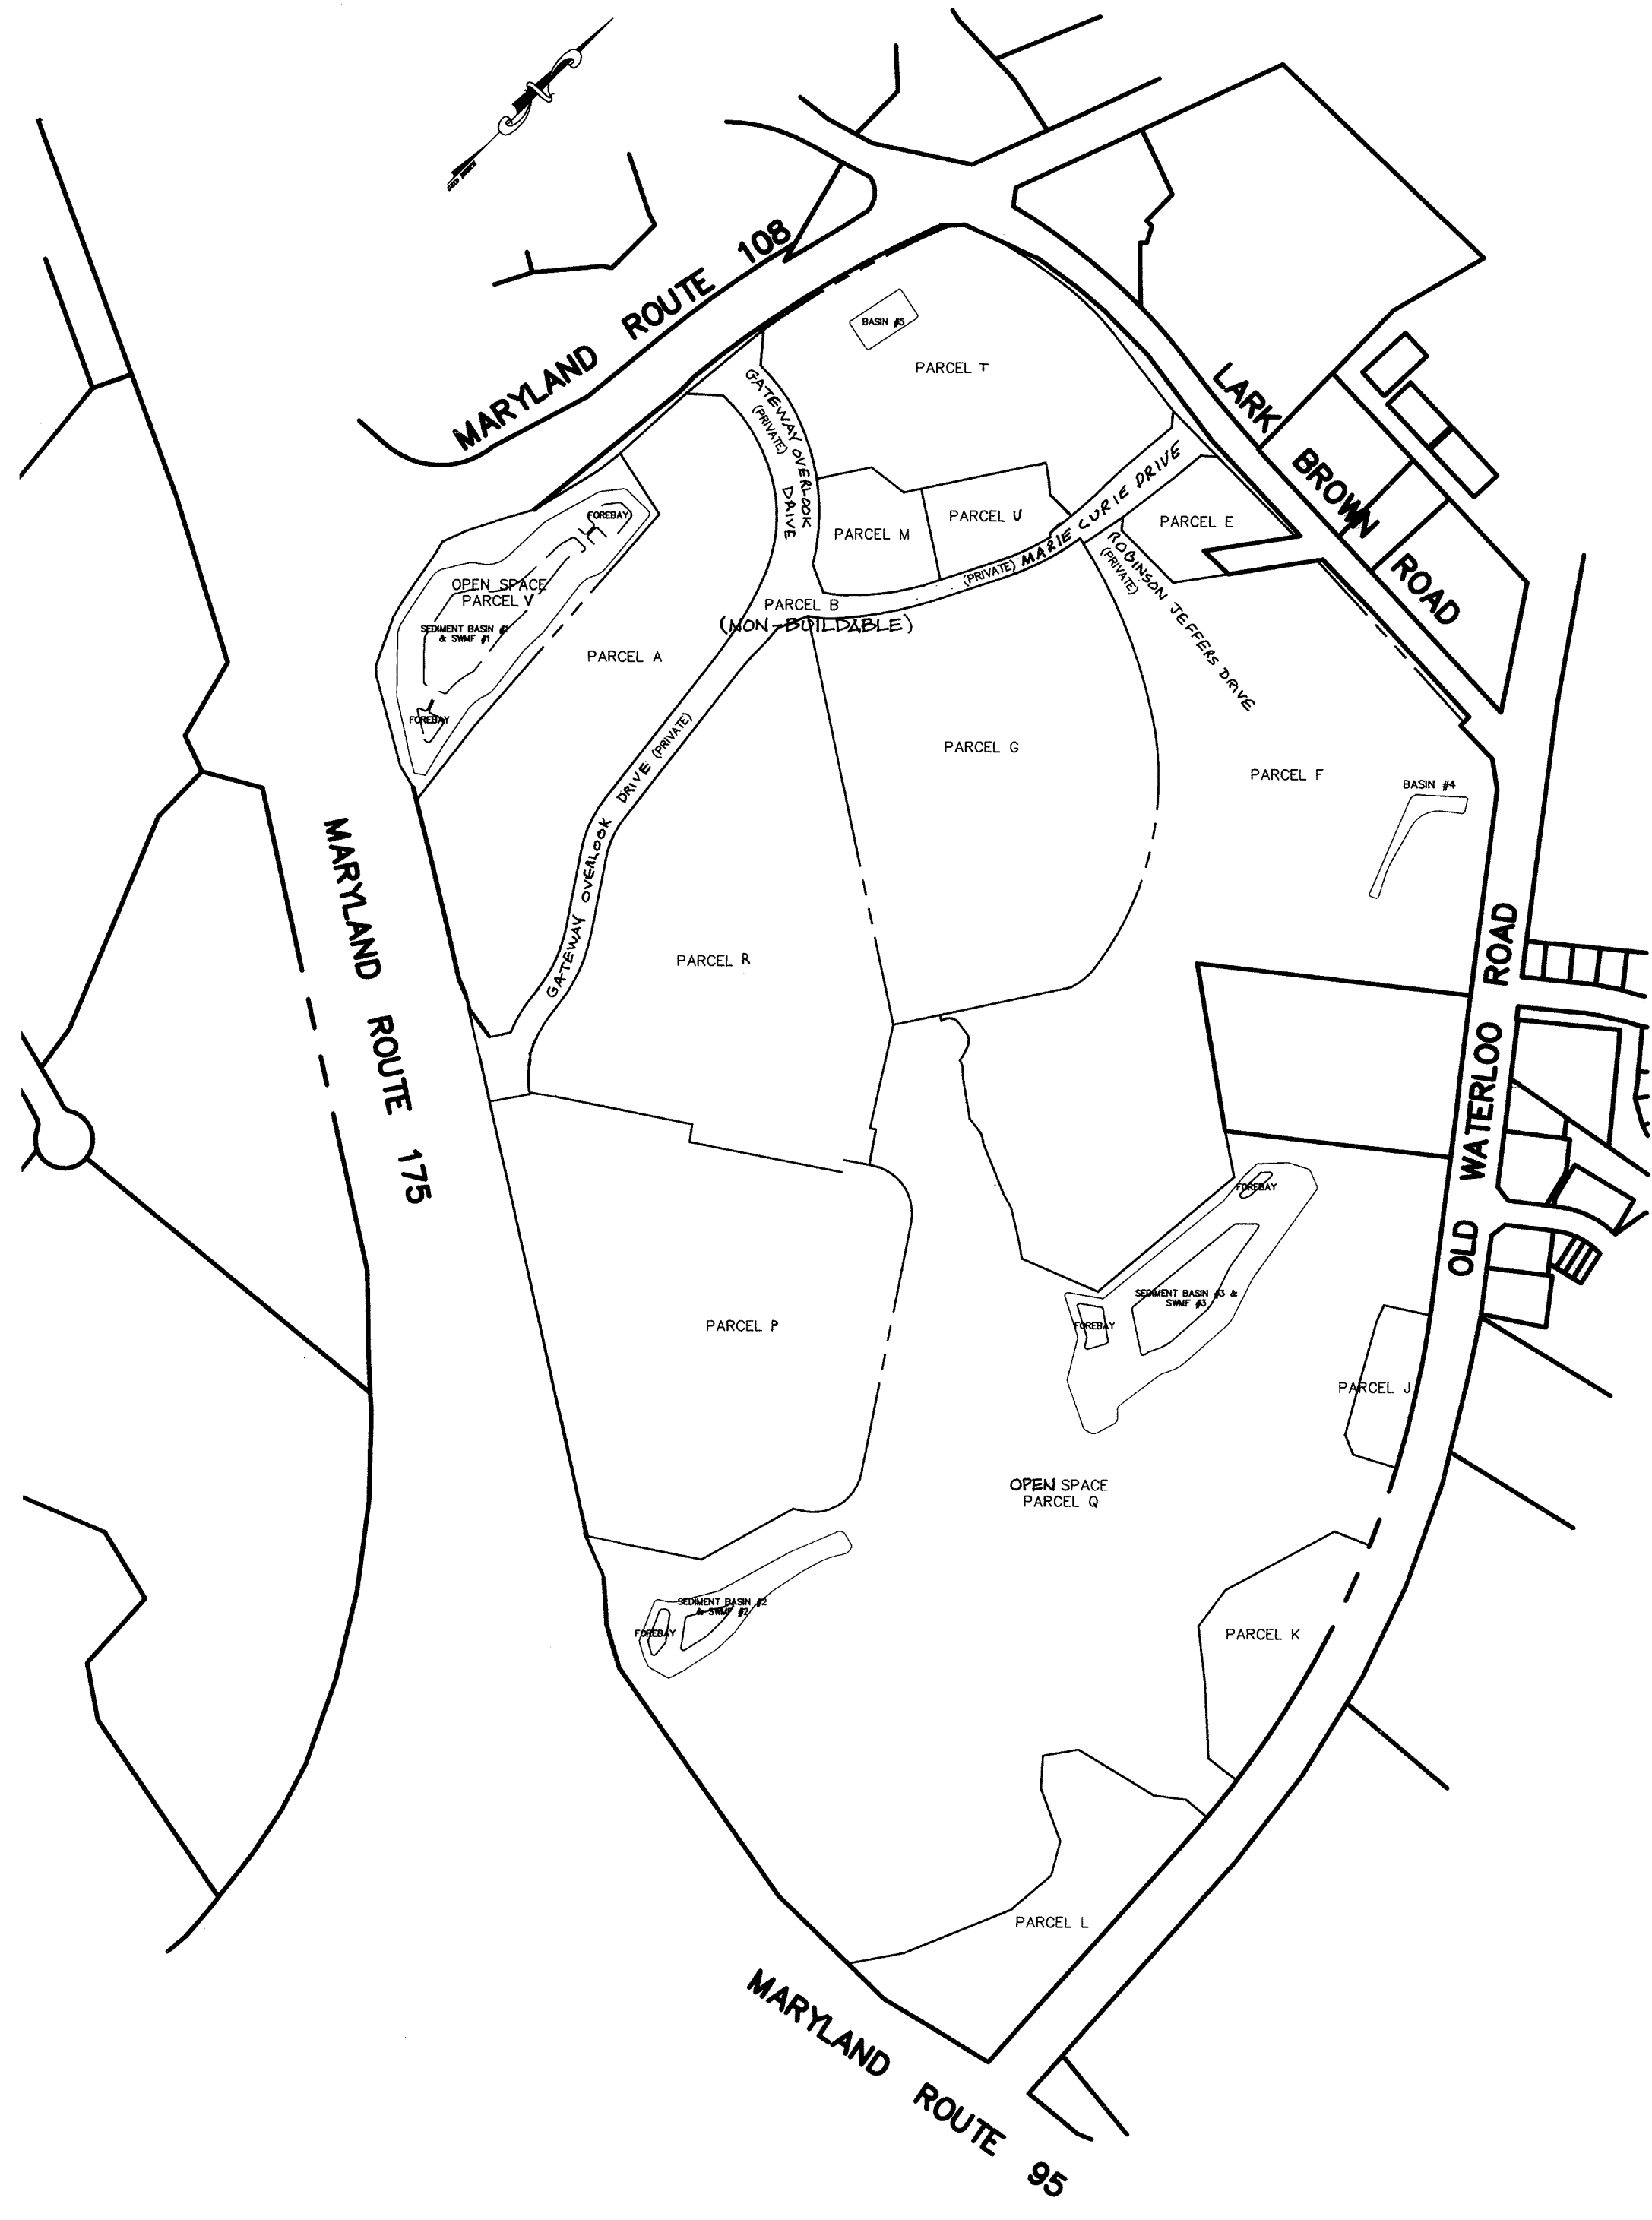 MARYLAND ROUTE 108
BASIN #5
PARCEL T
LARK BROWN ROAD
GATEWAY OVERLOOK DRIVE
(PRIVATE)
FOREBAY
PARCEL M
PARCEL U
(PRIVATE) MARIE CURIE DRIVE
PARCEL E
ROBINSON JEFFERS DRIVE
(PRIVATE)
OPEN SPACE
PARCEL V
SEDIMENT BASIN #1
& SWMF #1
FOREBAY
PARCEL B
(NON-BUILDABLE)
PARCEL A
GATEWAY OVERLOOK DRIVE (PRIVATE)
PARCEL G
PARCEL F
BASIN #4
MARYLAND ROUTE 175
PARCEL R
OLD WATERLOO ROAD
FOREBAY
SEDIMENT BASIN #3 &
SWMF #3
FOREBAY
PARCEL P
PARCEL J
OPEN SPACE
PARCEL Q
SEDIMENT BASIN #2
& SWMF #2
FOREBAY
PARCEL K
PARCEL L
MARYLAND ROUTE 95